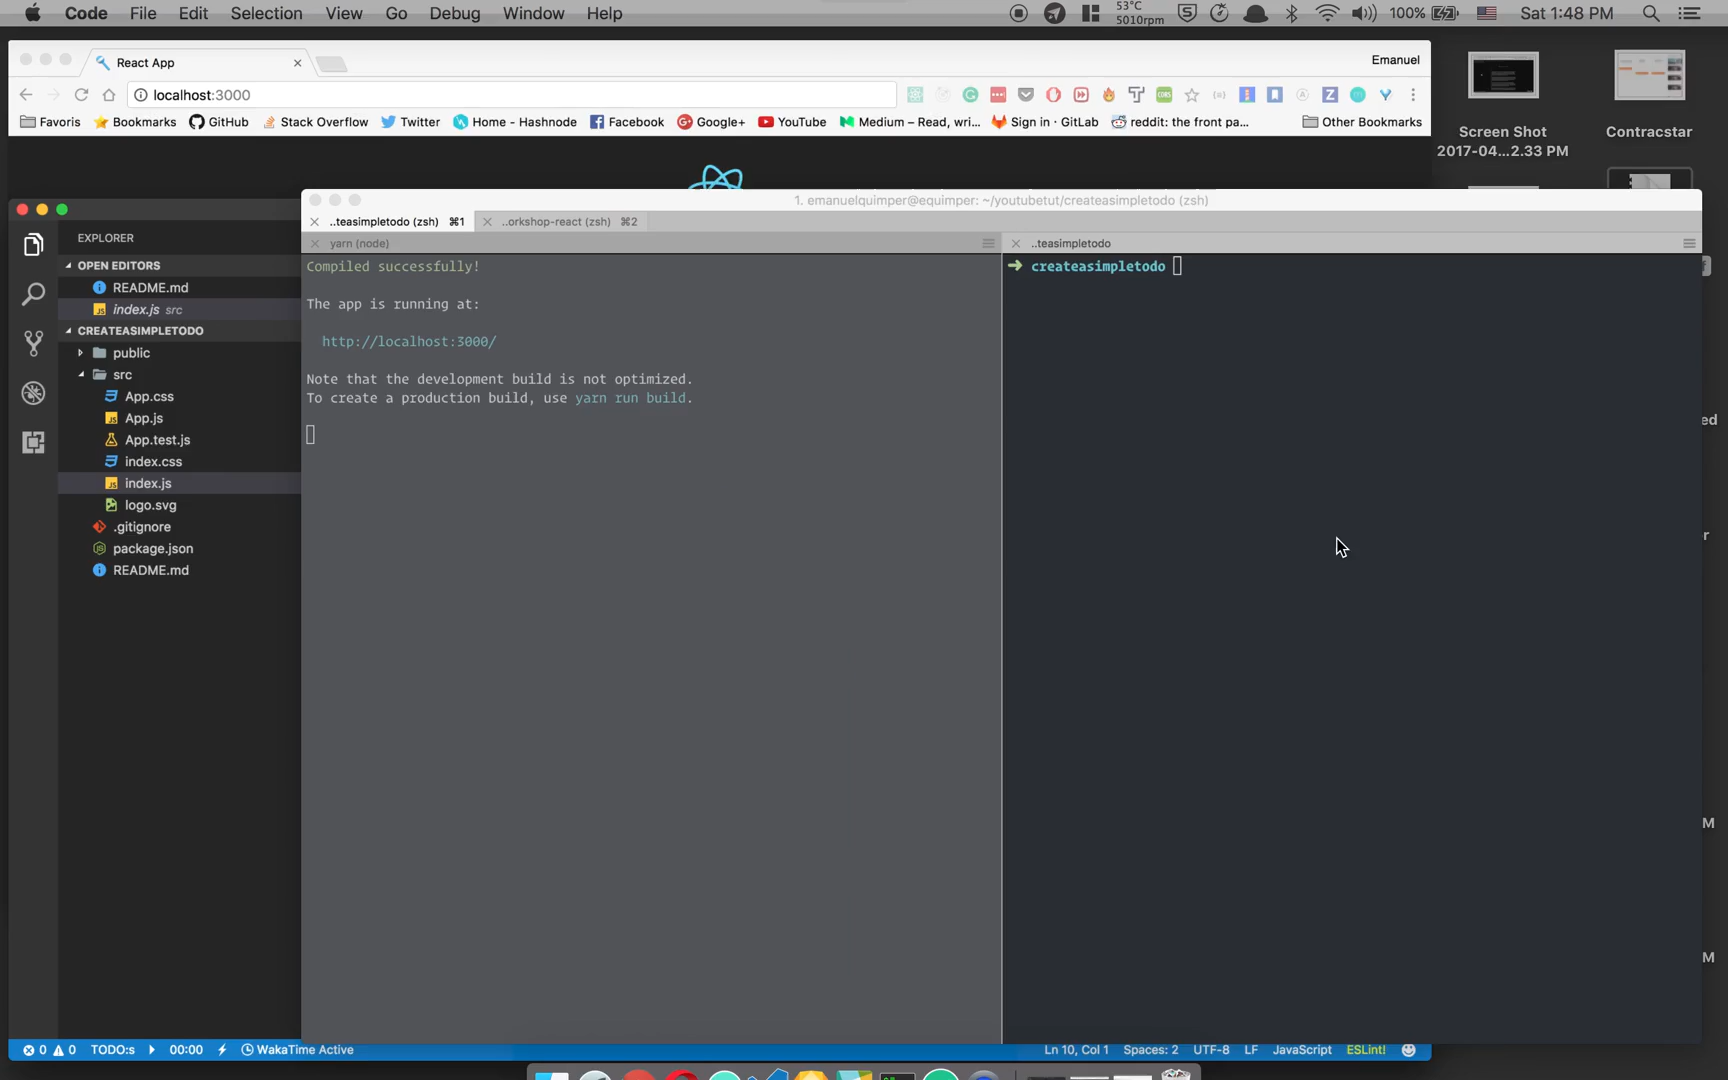 Code File Edit Selection View Go Debug Window Help
53°C
5010rpm
100%
Sat 1:48 PM
React App
Emanuel
localhost:3000
Favoris Bookmarks GitHub Stack Overflow Twitter Home - Hashnode Facebook Google+ YouTube Medium – Read, wri... Sign in · GitLab reddit: the front pa... Other Bookmarks
Screen Shot
2017-04...2.33 PM
Contracstar
1. emanuelquimper@equimper: ~/youtubetut/createasimpletodo (zsh)
..teasimpletodo (zsh) ⌘1
..orkshop-react (zsh) ⌘2
yarn (node)
..teasimpletodo
Compiled successfully!
The app is running at:
http://localhost:3000/
Note that the development build is not optimized.
To create a production build, use yarn run build.
➜ createasimpletodo
EXPLORER
OPEN EDITORS
README.md
index.js src
CREATEASIMPLETODO
public
src
App.css
App.js
App.test.js
index.css
index.js
logo.svg
.gitignore
package.json
README.md
ed
r
M
M
0 0 TODO:s 00:00 WakaTime Active
Ln 10, Col 1 Spaces: 2 UTF-8 LF JavaScript ESLint!